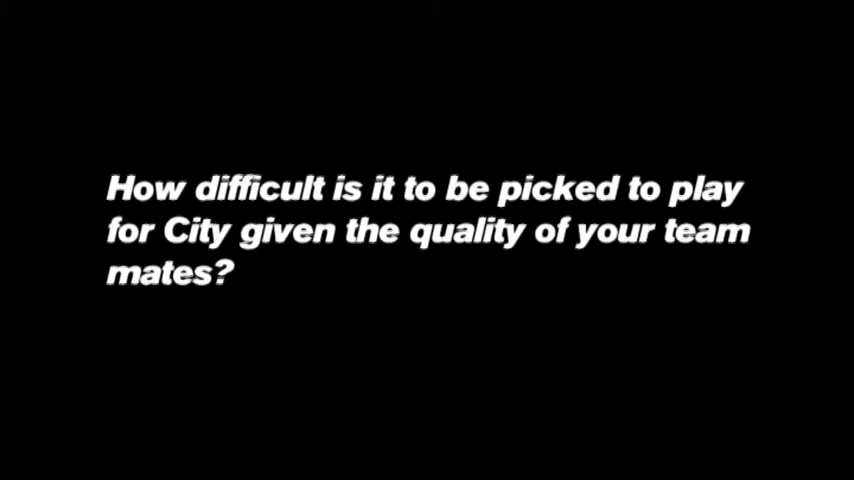 How difficult is it to be picked to play
for City given the quality of your team
mates?